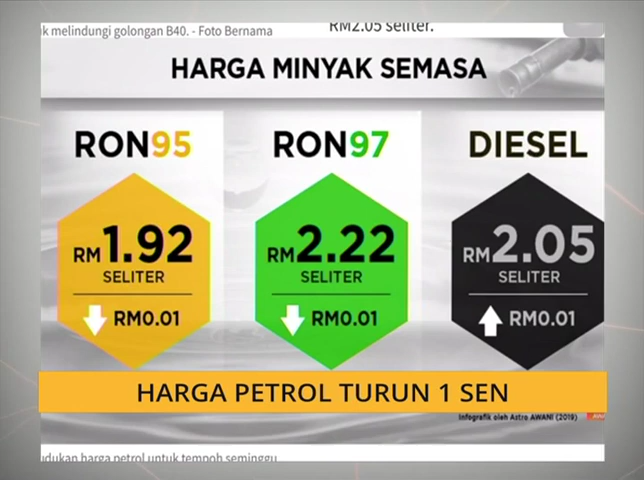 melindungi golongan B40. - Foto Bernama
RM2.05 seliter.
HARGA MINYAK SEMASA
RON95
RON97
DIESEL
RM1.92
SELITER
RM0.01
RM2.22
SELITER
RM0.01
RM2.05
SELITER
RM0.01
HARGA PETROL TURUN 1 SEN
Infografik oleh Astro AWANI (2019)
harga petrol untuk tempoh seminggu